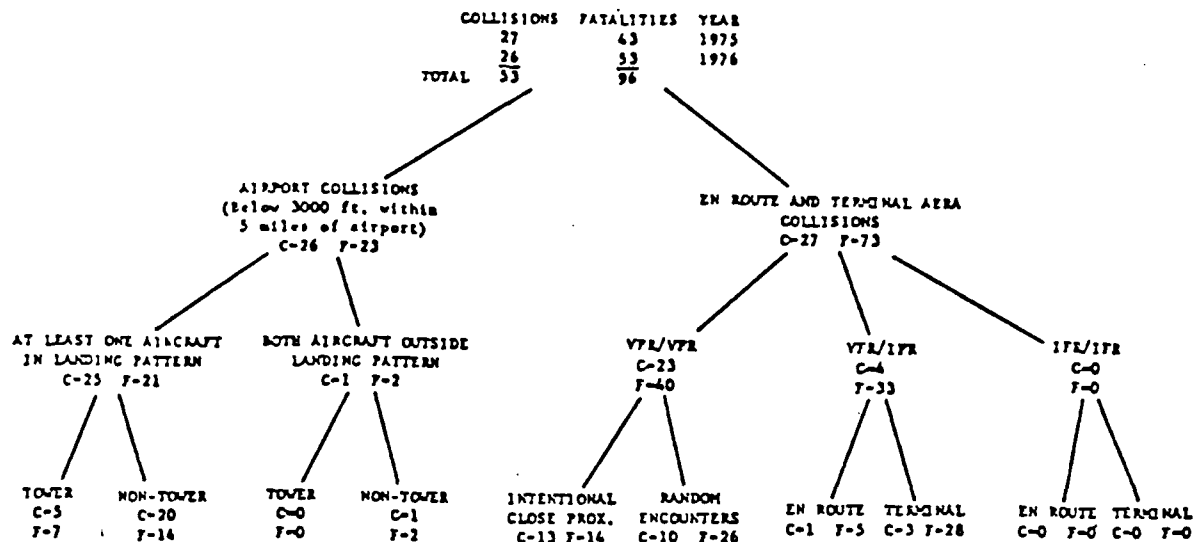 COLLISIONS FATALITIES YEAR
27 43 1975
26 53 1976
TOTAL 53 96
AIRPORT COLLISIONS
(Below 3000 ft. within
5 miles of airport)
C=26 F=23
EN ROUTE AND TERMINAL AERA
COLLISIONS
C=27 F=73
AT LEAST ONE AIRCRAFT
IN LANDING PATTERN
C=25 F=21
BOTH AIRCRAFT OUTSIDE
LANDING PATTERN
C=1 F=2
VFR/VFR
C=23
F=40
VFR/IFR
C=4
F=33
IFR/IFR
C=0
F=0
TOWER
C=5
F=7
NON-TOWER
C=20
F=14
TOWER
C=0
F=0
NON-TOWER
C=1
F=2
INTENTIONAL
CLOSE PROX.
C=13 F=14
RANDOM
ENCOUNTERS
C=10 F=26
EN ROUTE
C=1 F=5
TERMINAL
C=3 F=28
EN ROUTE
C=0 F=0
TERMINAL
C=0 F=0